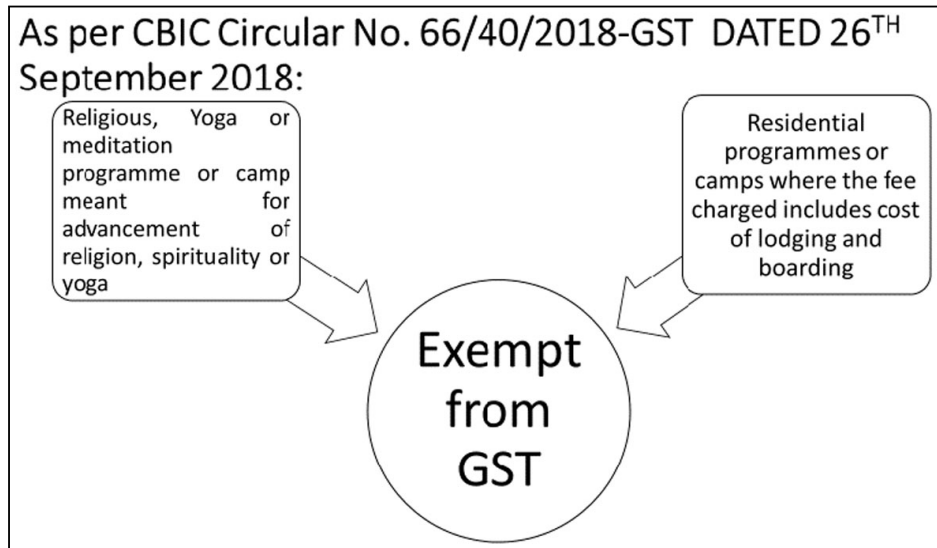 As per CBIC Circular No. 66/40/2018-GST DATED 26TH
September 2018:
Religious, Yoga or
meditation
programme or camp
meant for
advancement of
religion, spirituality or
yoga
Residential
programmes or
camps where the fee
charged includes cost
of lodging and
boarding
Exempt
from
GST